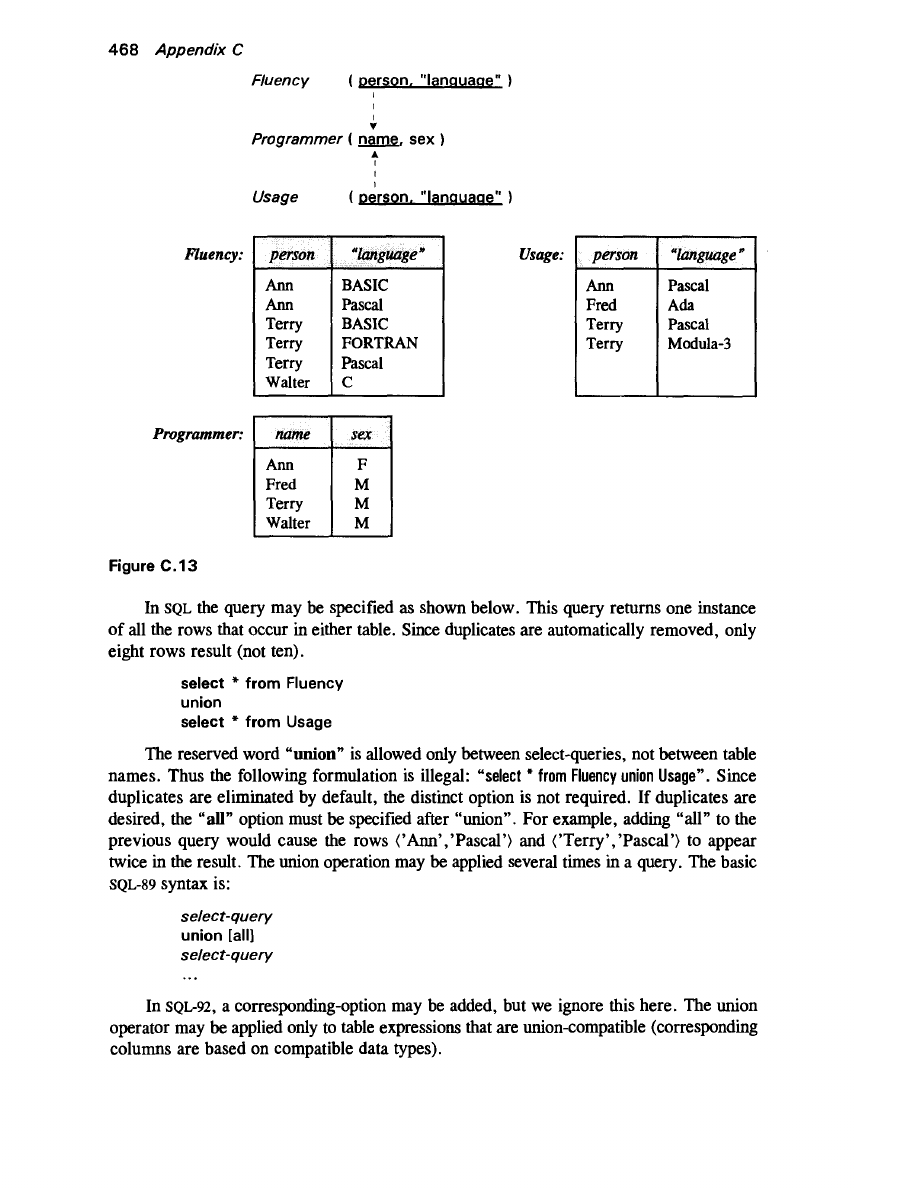 468 Appendix C
Fluency ( person, "language" )
Programmer ( name, sex )
Usage ( person, "language" )
Fluency: person "language" Usage: person "language"
Ann BASIC Ann Pascal
Ann Pascal Fred Ada
Terry BASIC Terry Pascal
Terry FORTRAN Terry Modula-3
Terry Pascal
Walter C
Programmer: name sex
Ann F
Fred M
Terry M
Walter M
Figure C.13
In SQL the query may be specified as shown below. This query returns one instance
of all the rows that occur in either table. Since duplicates are automatically removed, only
eight rows result (not ten).
select * from Fluency
union
select * from Usage
The reserved word “union” is allowed only between select-queries, not between table
names. Thus the following formulation is illegal: “select * from Fluency union Usage”. Since
duplicates are eliminated by default, the distinct option is not required. If duplicates are
desired, the “all” option must be specified after “union”. For example, adding “all” to the
previous query would cause the rows ('Ann','Pascal') and ('Terry','Pascal') to appear
twice in the result. The union operation may be applied several times in a query. The basic
SQL-89 syntax is:
select-query
union [all]
select-query
...
In SQL-92, a corresponding-option may be added, but we ignore this here. The union
operator may be applied only to table expressions that are union-compatible (corresponding
columns are based on compatible data types).